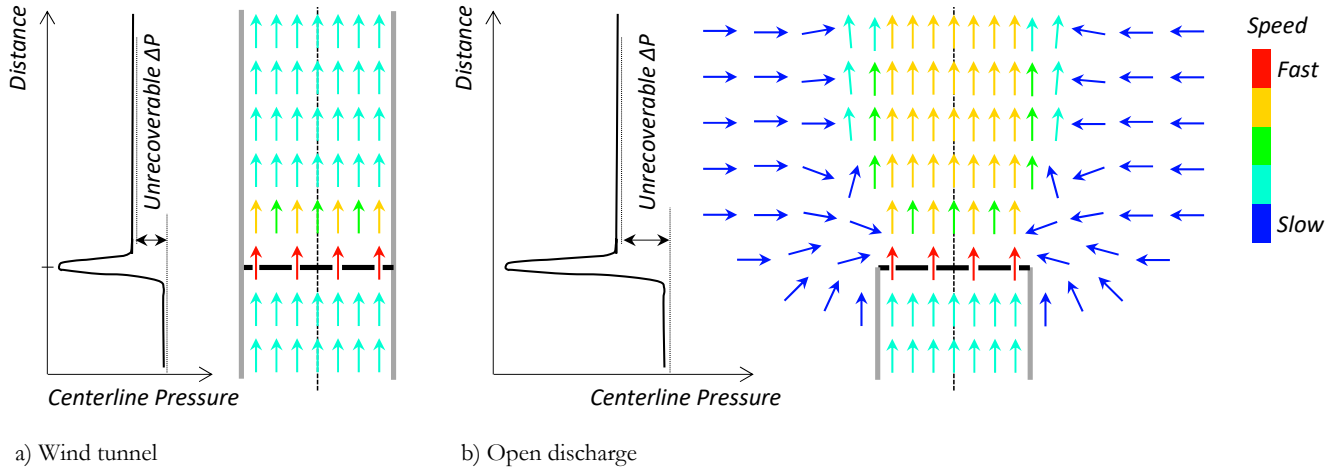 Distance
Unrecoverable ΔP
Centerline Pressure
a) Wind tunnel
Distance
Unrecoverable ΔP
Centerline Pressure
b) Open discharge
Speed
Fast
Slow